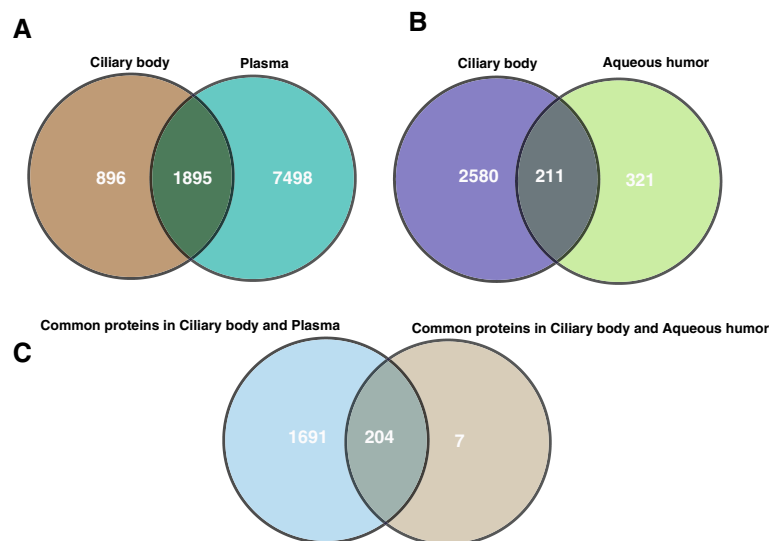 A
B
Ciliary body
Plasma
Ciliary body
Aqueous humor
896
1895
7498
2580
211
321
Common proteins in Ciliary body and Plasma
Common proteins in Ciliary body and Aqueous humor
C
1691
204
7